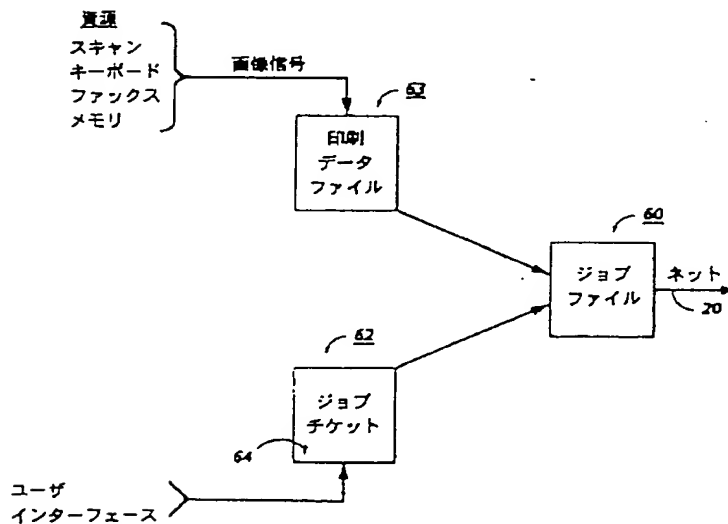 資源
スキャン
キーボード
ファックス
メモリ
画像信号
63
印刷
データ
ファイル
60
ジョブ
ファイル
ネット
20
62
ジョブ
チケット
64
ユーザ
インターフェース